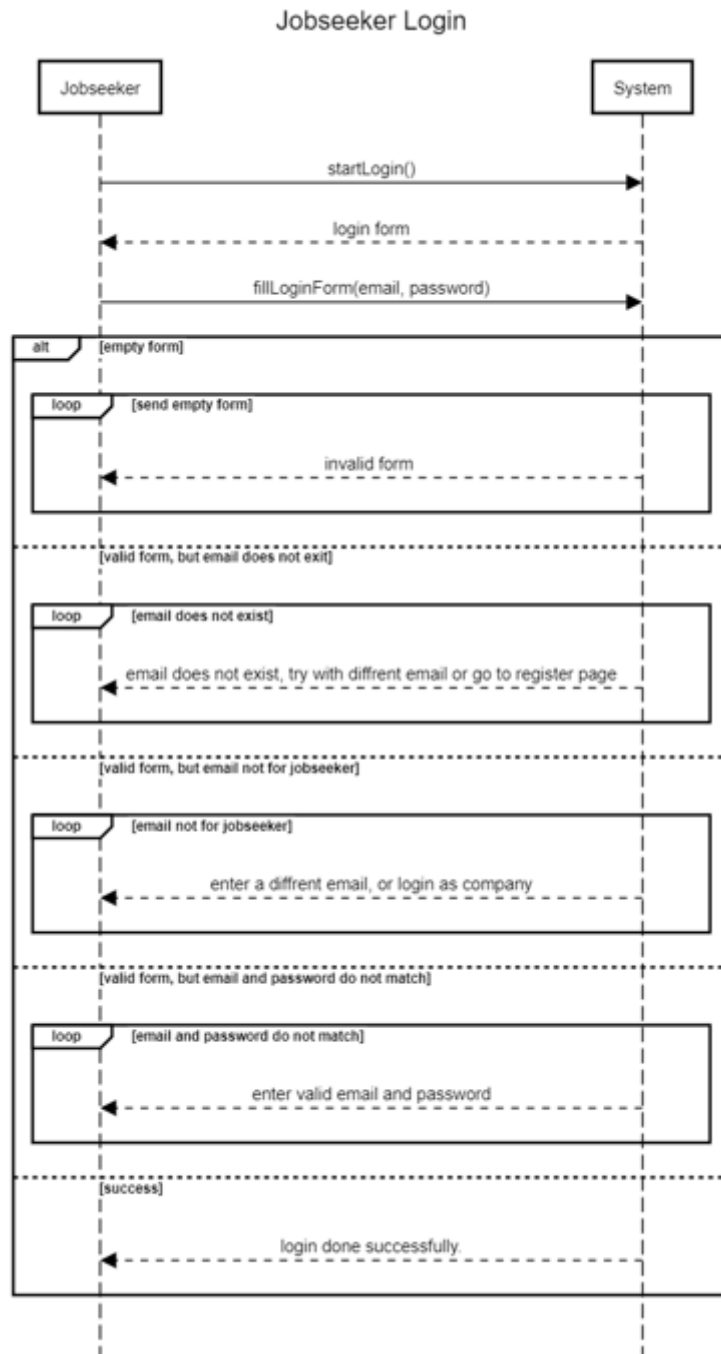 Jobseeker Login
Jobseeker
System
startLogin()
login form
fillLoginForm(email, password)
alt
[empty form]
loop
[send empty form]
invalid form
[valid form, but email does not exit]
loop
[email does not exist]
email does not exist, try with diffrent email or go to register page
[valid form, but email not for jobseeker]
loop
[email not for jobseeker]
enter a diffrent email, or login as company
[valid form, but email and password do not match]
loop
[email and password do not match]
enter valid email and password
[success]
login done successfully.